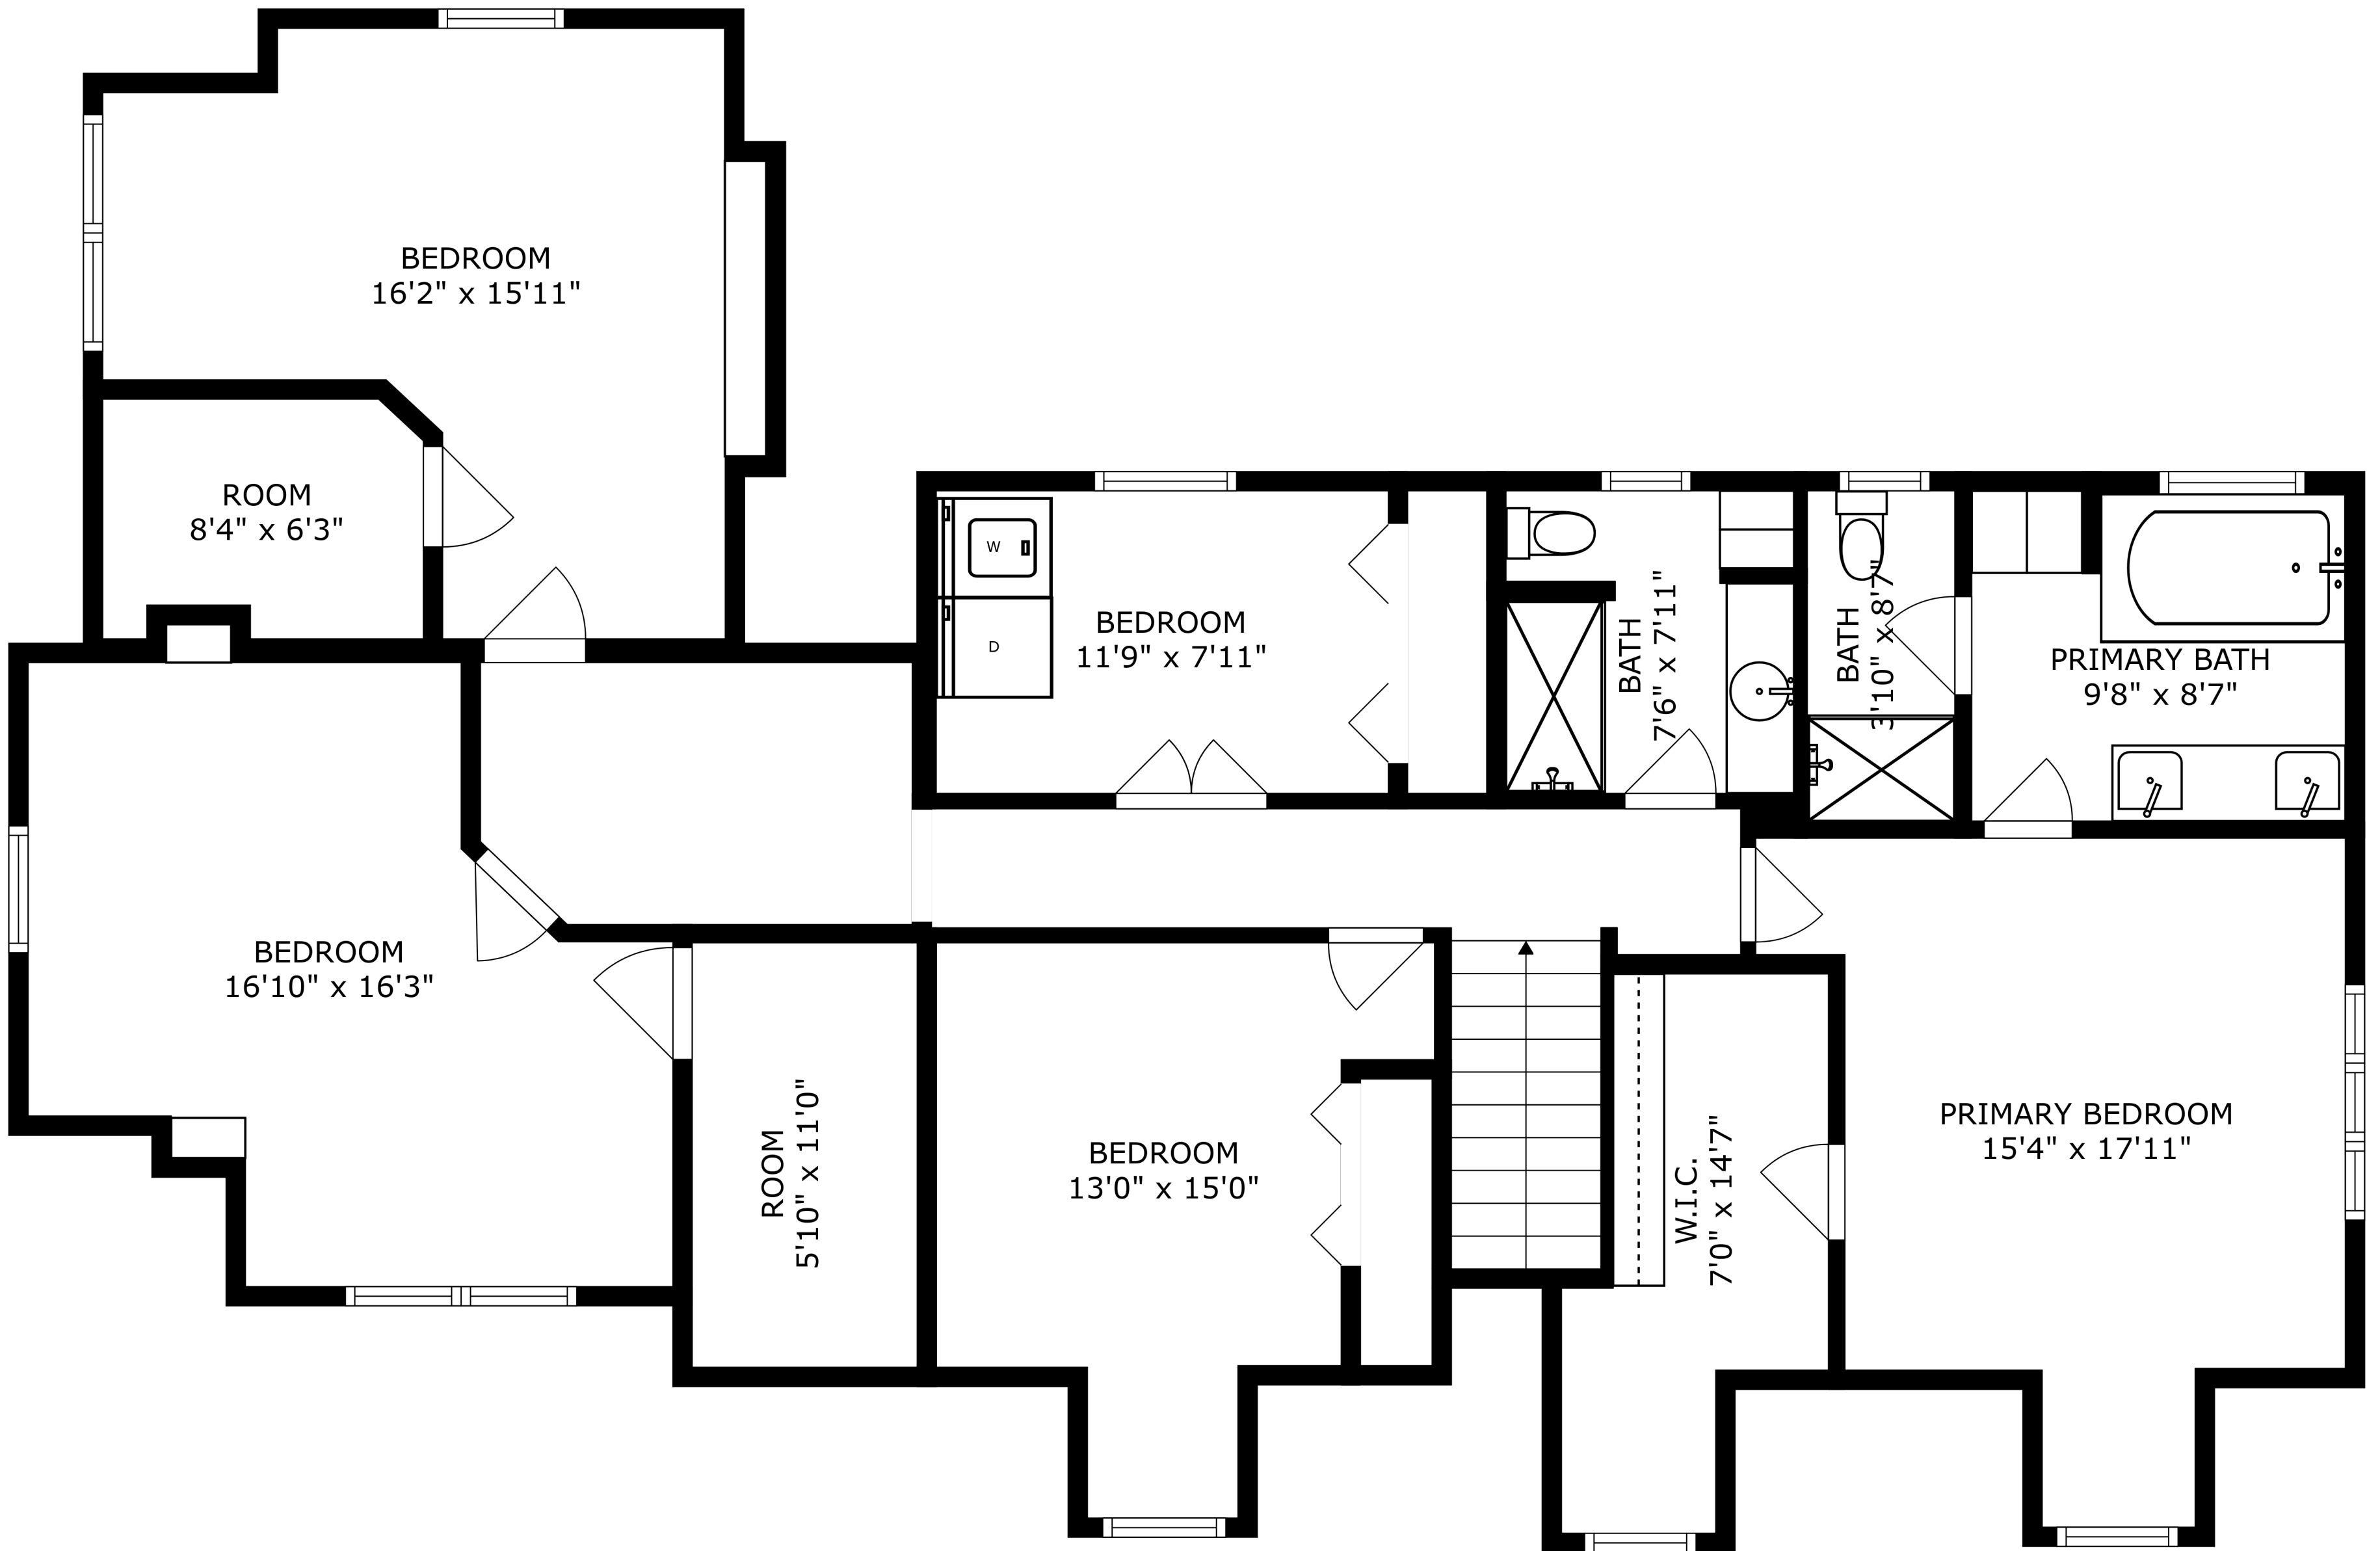 BEDROOM
16'2" x 15'11"
ROOM
8'4" x 6'3"
W
D
BEDROOM
11'9" x 7'11"
BATH
7'6" x 7'11"
BATH
3'10" x 8'7"
PRIMARY BATH
9'8" x 8'7"
BEDROOM
16'10" x 16'3"
ROOM
5'10" x 11'0"
BEDROOM
13'0" x 15'0"
W.I.C.
7'0" x 14'7"
PRIMARY BEDROOM
15'4" x 17'11"